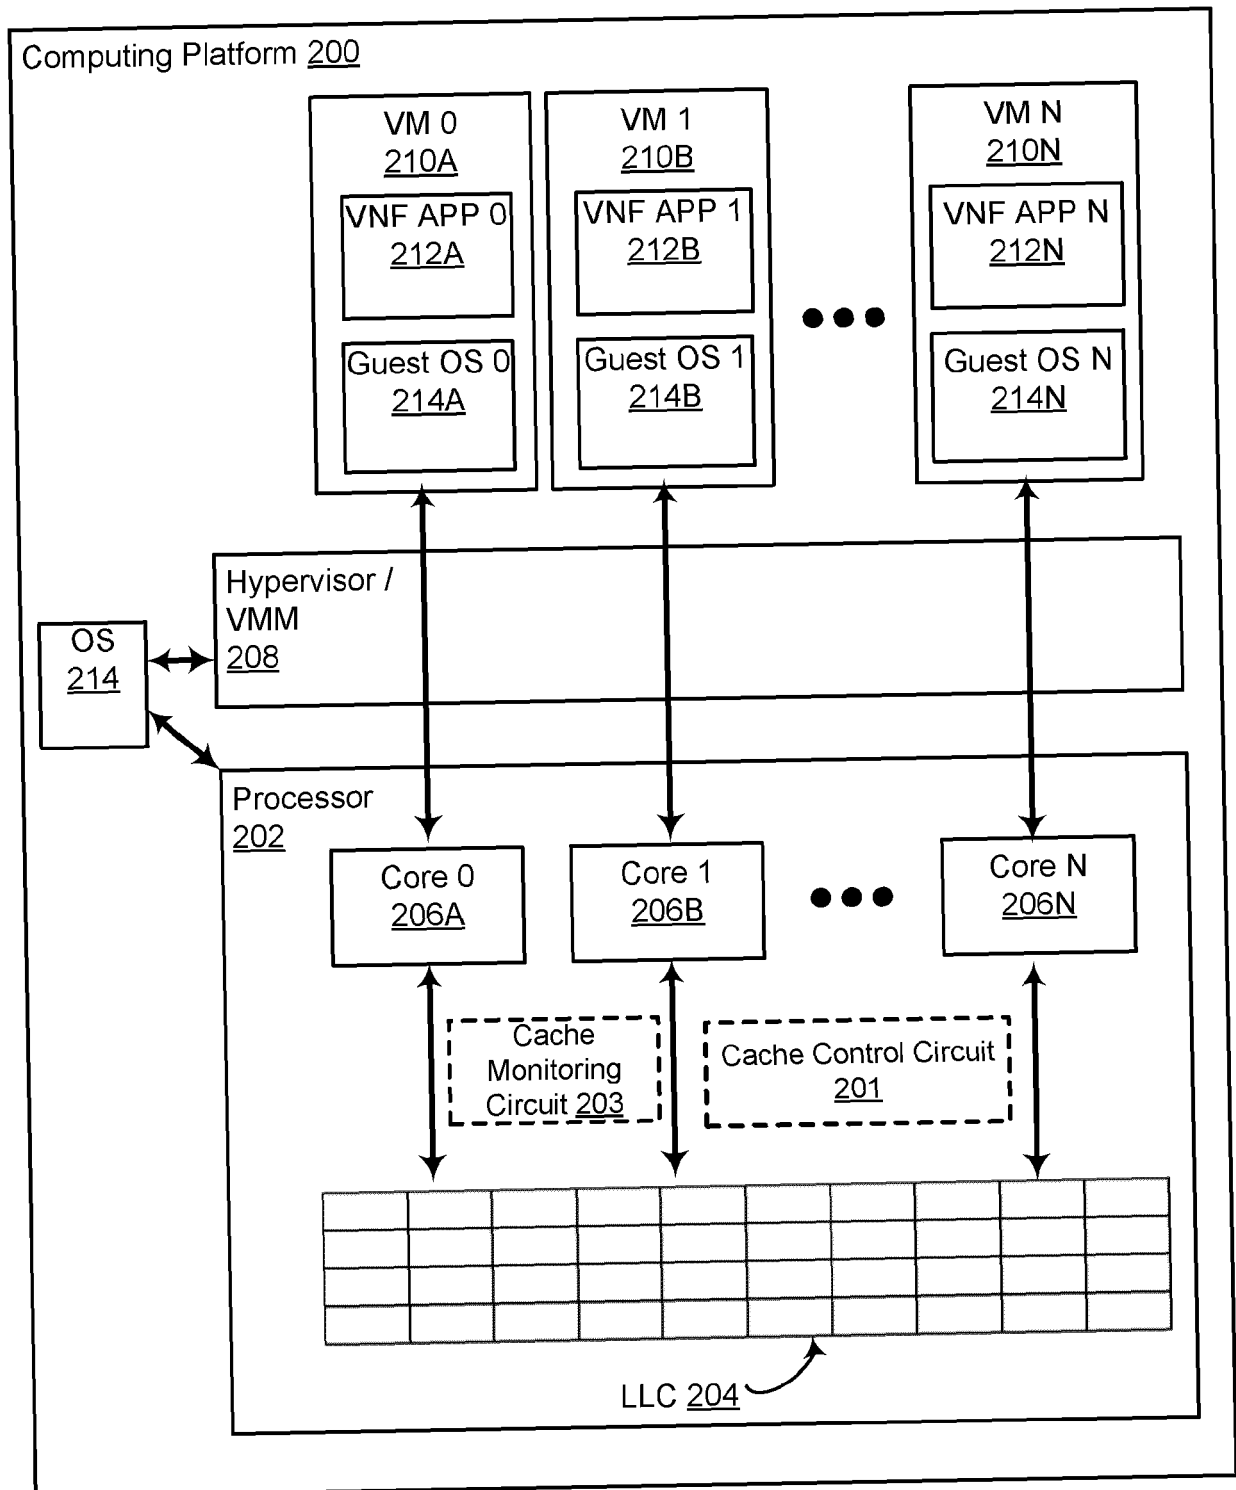 Computing Platform 200
VM 0
210A
VNF APP 0
212A
Guest OS 0
214A
VM 1
210B
VNF APP 1
212B
Guest OS 1
214B
VM N
210N
VNF APP N
212N
Guest OS N
214N
Hypervisor /
VMM
208
OS
214
Processor
202
Core 0
206A
Core 1
206B
Core N
206N
Cache
Monitoring
Circuit 203
Cache Control Circuit
201
LLC 204